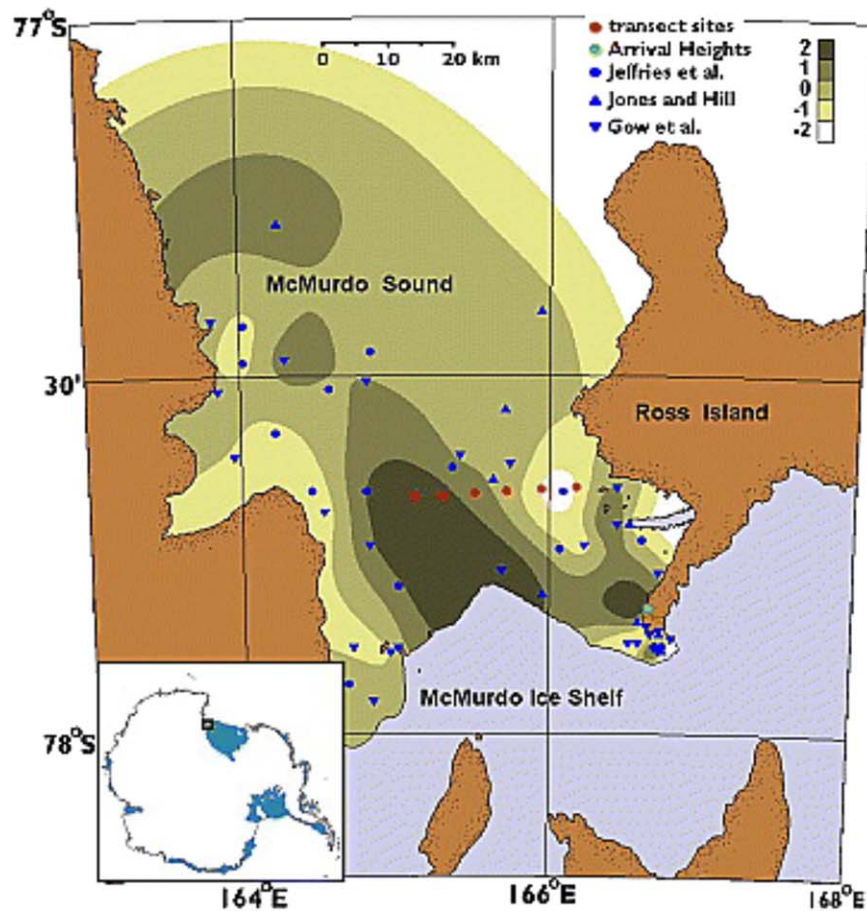 77°S
0 10 20 km
transect sites
Arrival Heights
Jeffries et al.
Jones and Hill
Gow et al.
2
1
0
-1
-2
McMurdo Sound
30'
Ross Island
McMurdo Ice Shelf
78°S
164°E
166°E
168°E